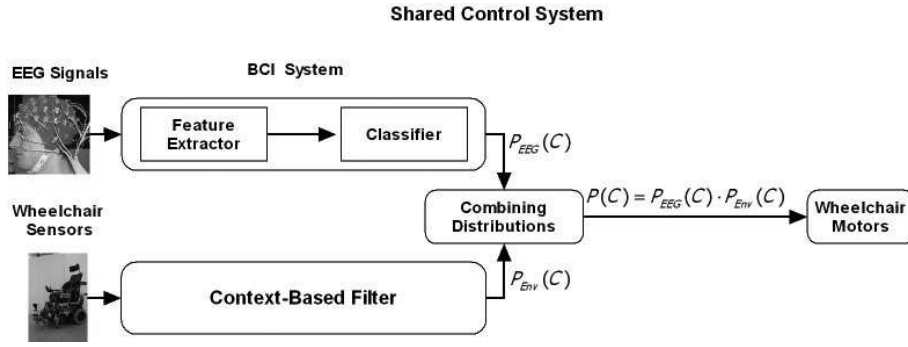 Shared Control System
EEG Signals
BCI System
Feature
Extractor
Classifier
P_EEG(C)
Wheelchair
Sensors
Combining
Distributions
P(C) = P_EEG(C) · P_Env(C)
Wheelchair
Motors
Context-Based Filter
P_Env(C)